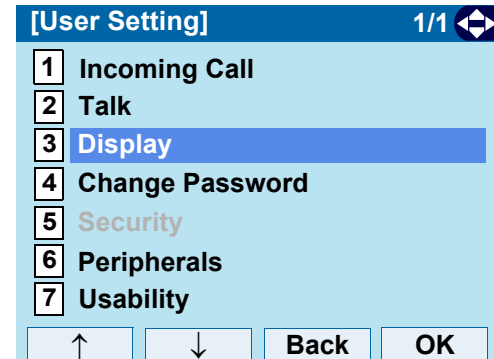 [User Setting] 1/1
1 Incoming Call
2 Talk
3 Display
4 Change Password
5 Security
6 Peripherals
7 Usability
↑ ↓ Back OK